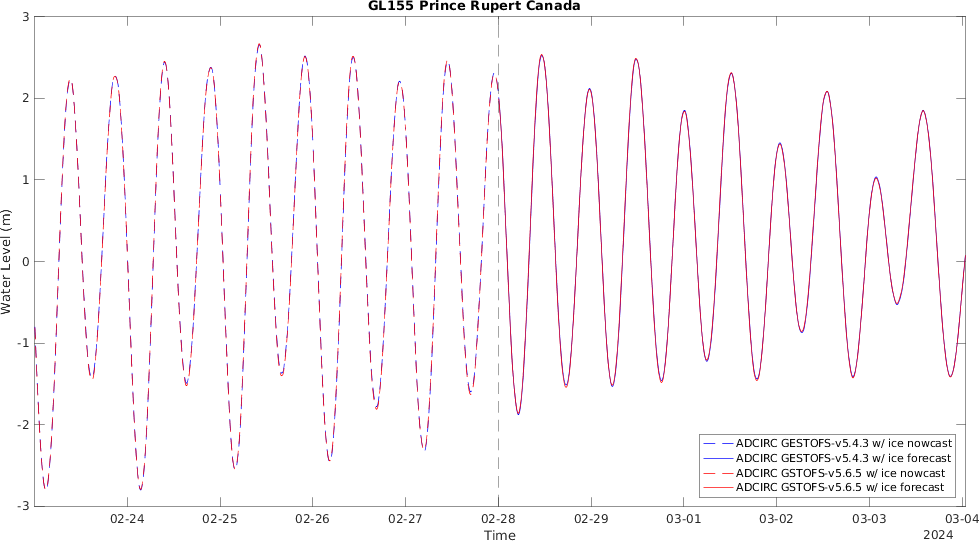 GL155 Prince Rupert Canada
Water Level (m)
3
2
1
0
-1
-2
-3
ADCIRC GESTOFS-v5.4.3 w/ ice nowcast
ADCIRC GESTOFS-v5.4.3 w/ ice forecast
ADCIRC GSTOFS-v5.6.5 w/ ice nowcast
ADCIRC GSTOFS-v5.6.5 w/ ice forecast
02-24 02-25 02-26 02-27 02-28 02-29 03-01 03-02 03-03 03-04
Time
2024